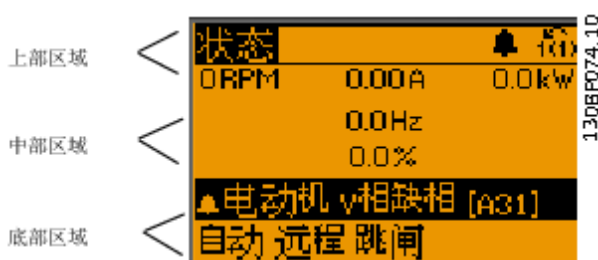 上部区域
状态
1(1)
0RPM 0.00A 0.0kW
中部区域
0.0Hz
0.0%
电动机 v相缺相 [A31]
底部区域
自动 远程 跳闸
130BP074.10